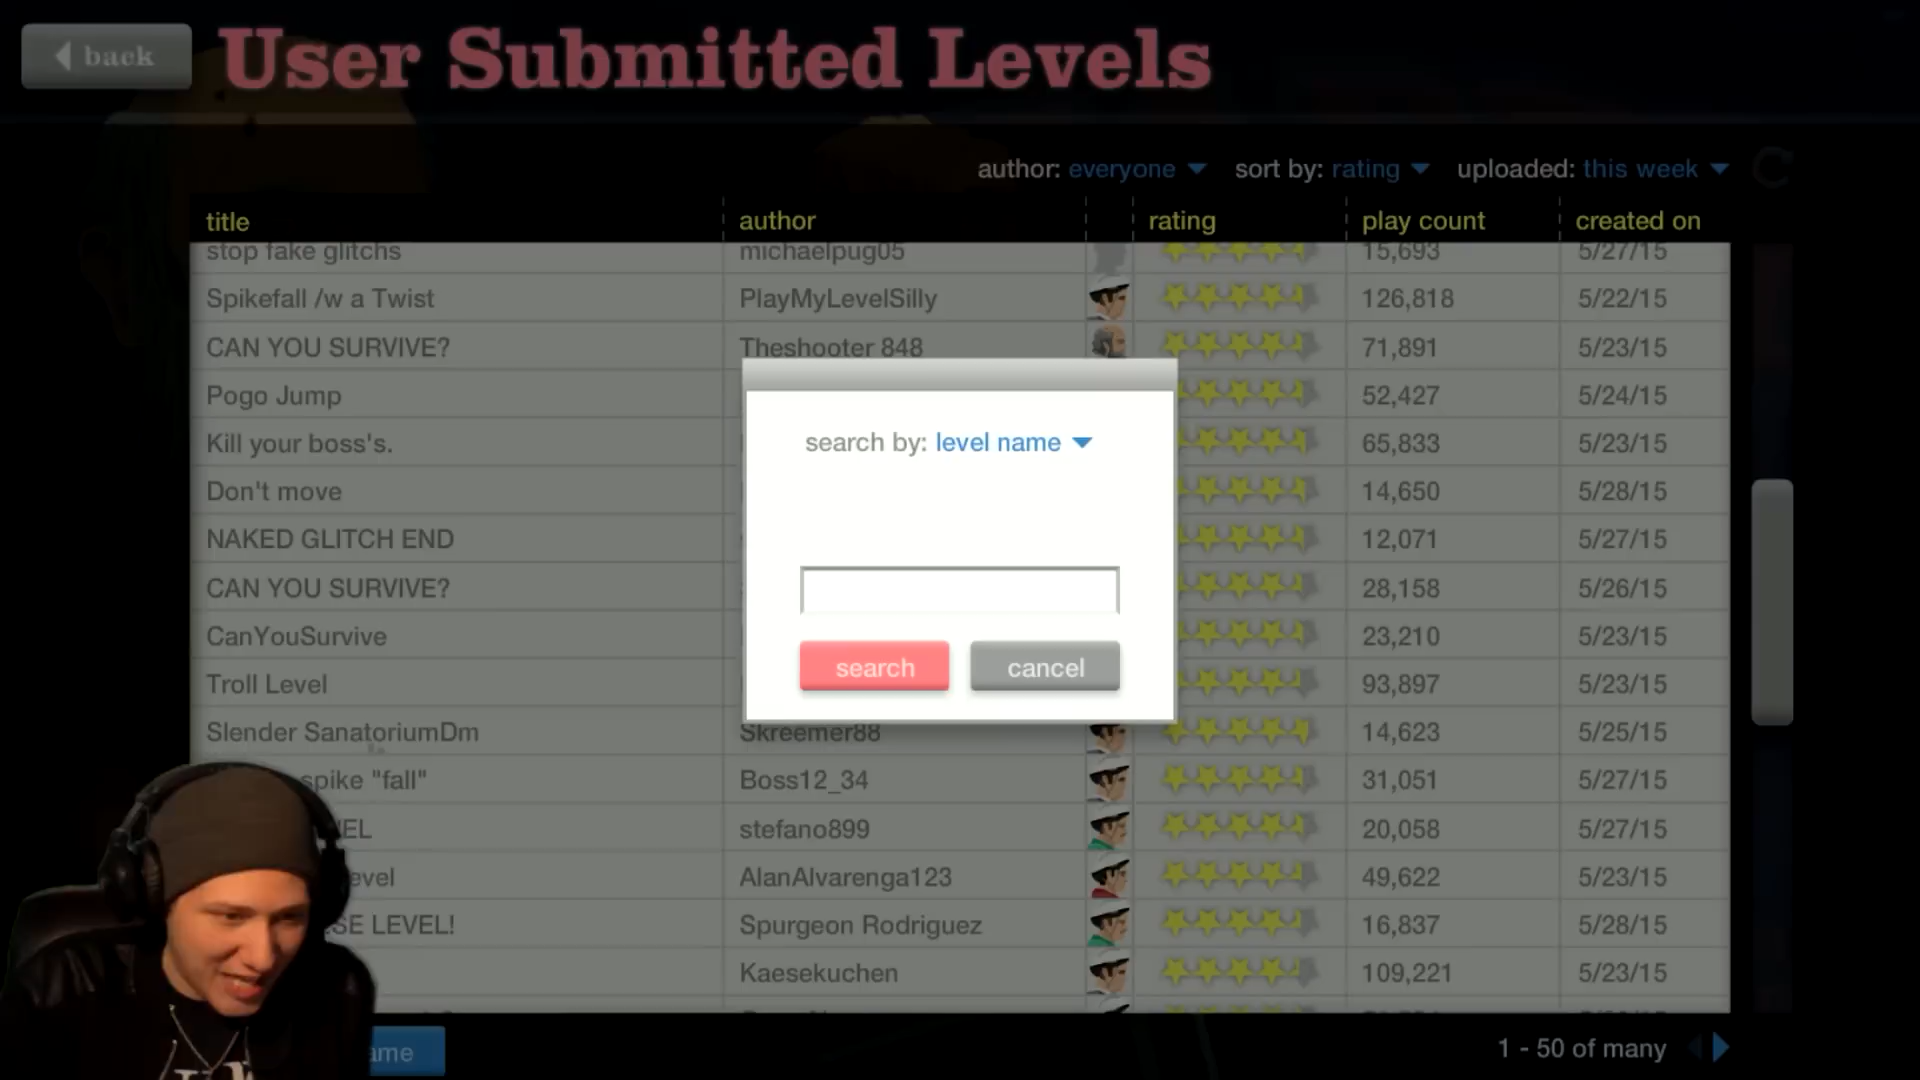 back
User Submitted Levels
author: everyone sort by: rating uploaded: this week
title author rating play count created on
stop fake glitchs michaelpug05 15,693 5/27/15
Spikefall /w a Twist PlayMyLevelSilly 126,818 5/22/15
CAN YOU SURVIVE? Theshooter 848 71,891 5/23/15
Pogo Jump 52,427 5/24/15
Kill your boss's. 65,833 5/23/15
Don't move 14,650 5/28/15
NAKED GLITCH END 12,071 5/27/15
CAN YOU SURVIVE? 28,158 5/26/15
CanYouSurvive 23,210 5/23/15
Troll Level 93,897 5/23/15
Slender SanatoriumDm Skreemer88 14,623 5/25/15
spike "fall" Boss12_34 31,051 5/27/15
stefano899 20,058 5/27/15
AlanAlvarenga123 49,622 5/23/15
LEVEL! Spurgeon Rodriguez 16,837 5/28/15
Kaesekuchen 109,221 5/23/15
search by: level name
search cancel
1 - 50 of many